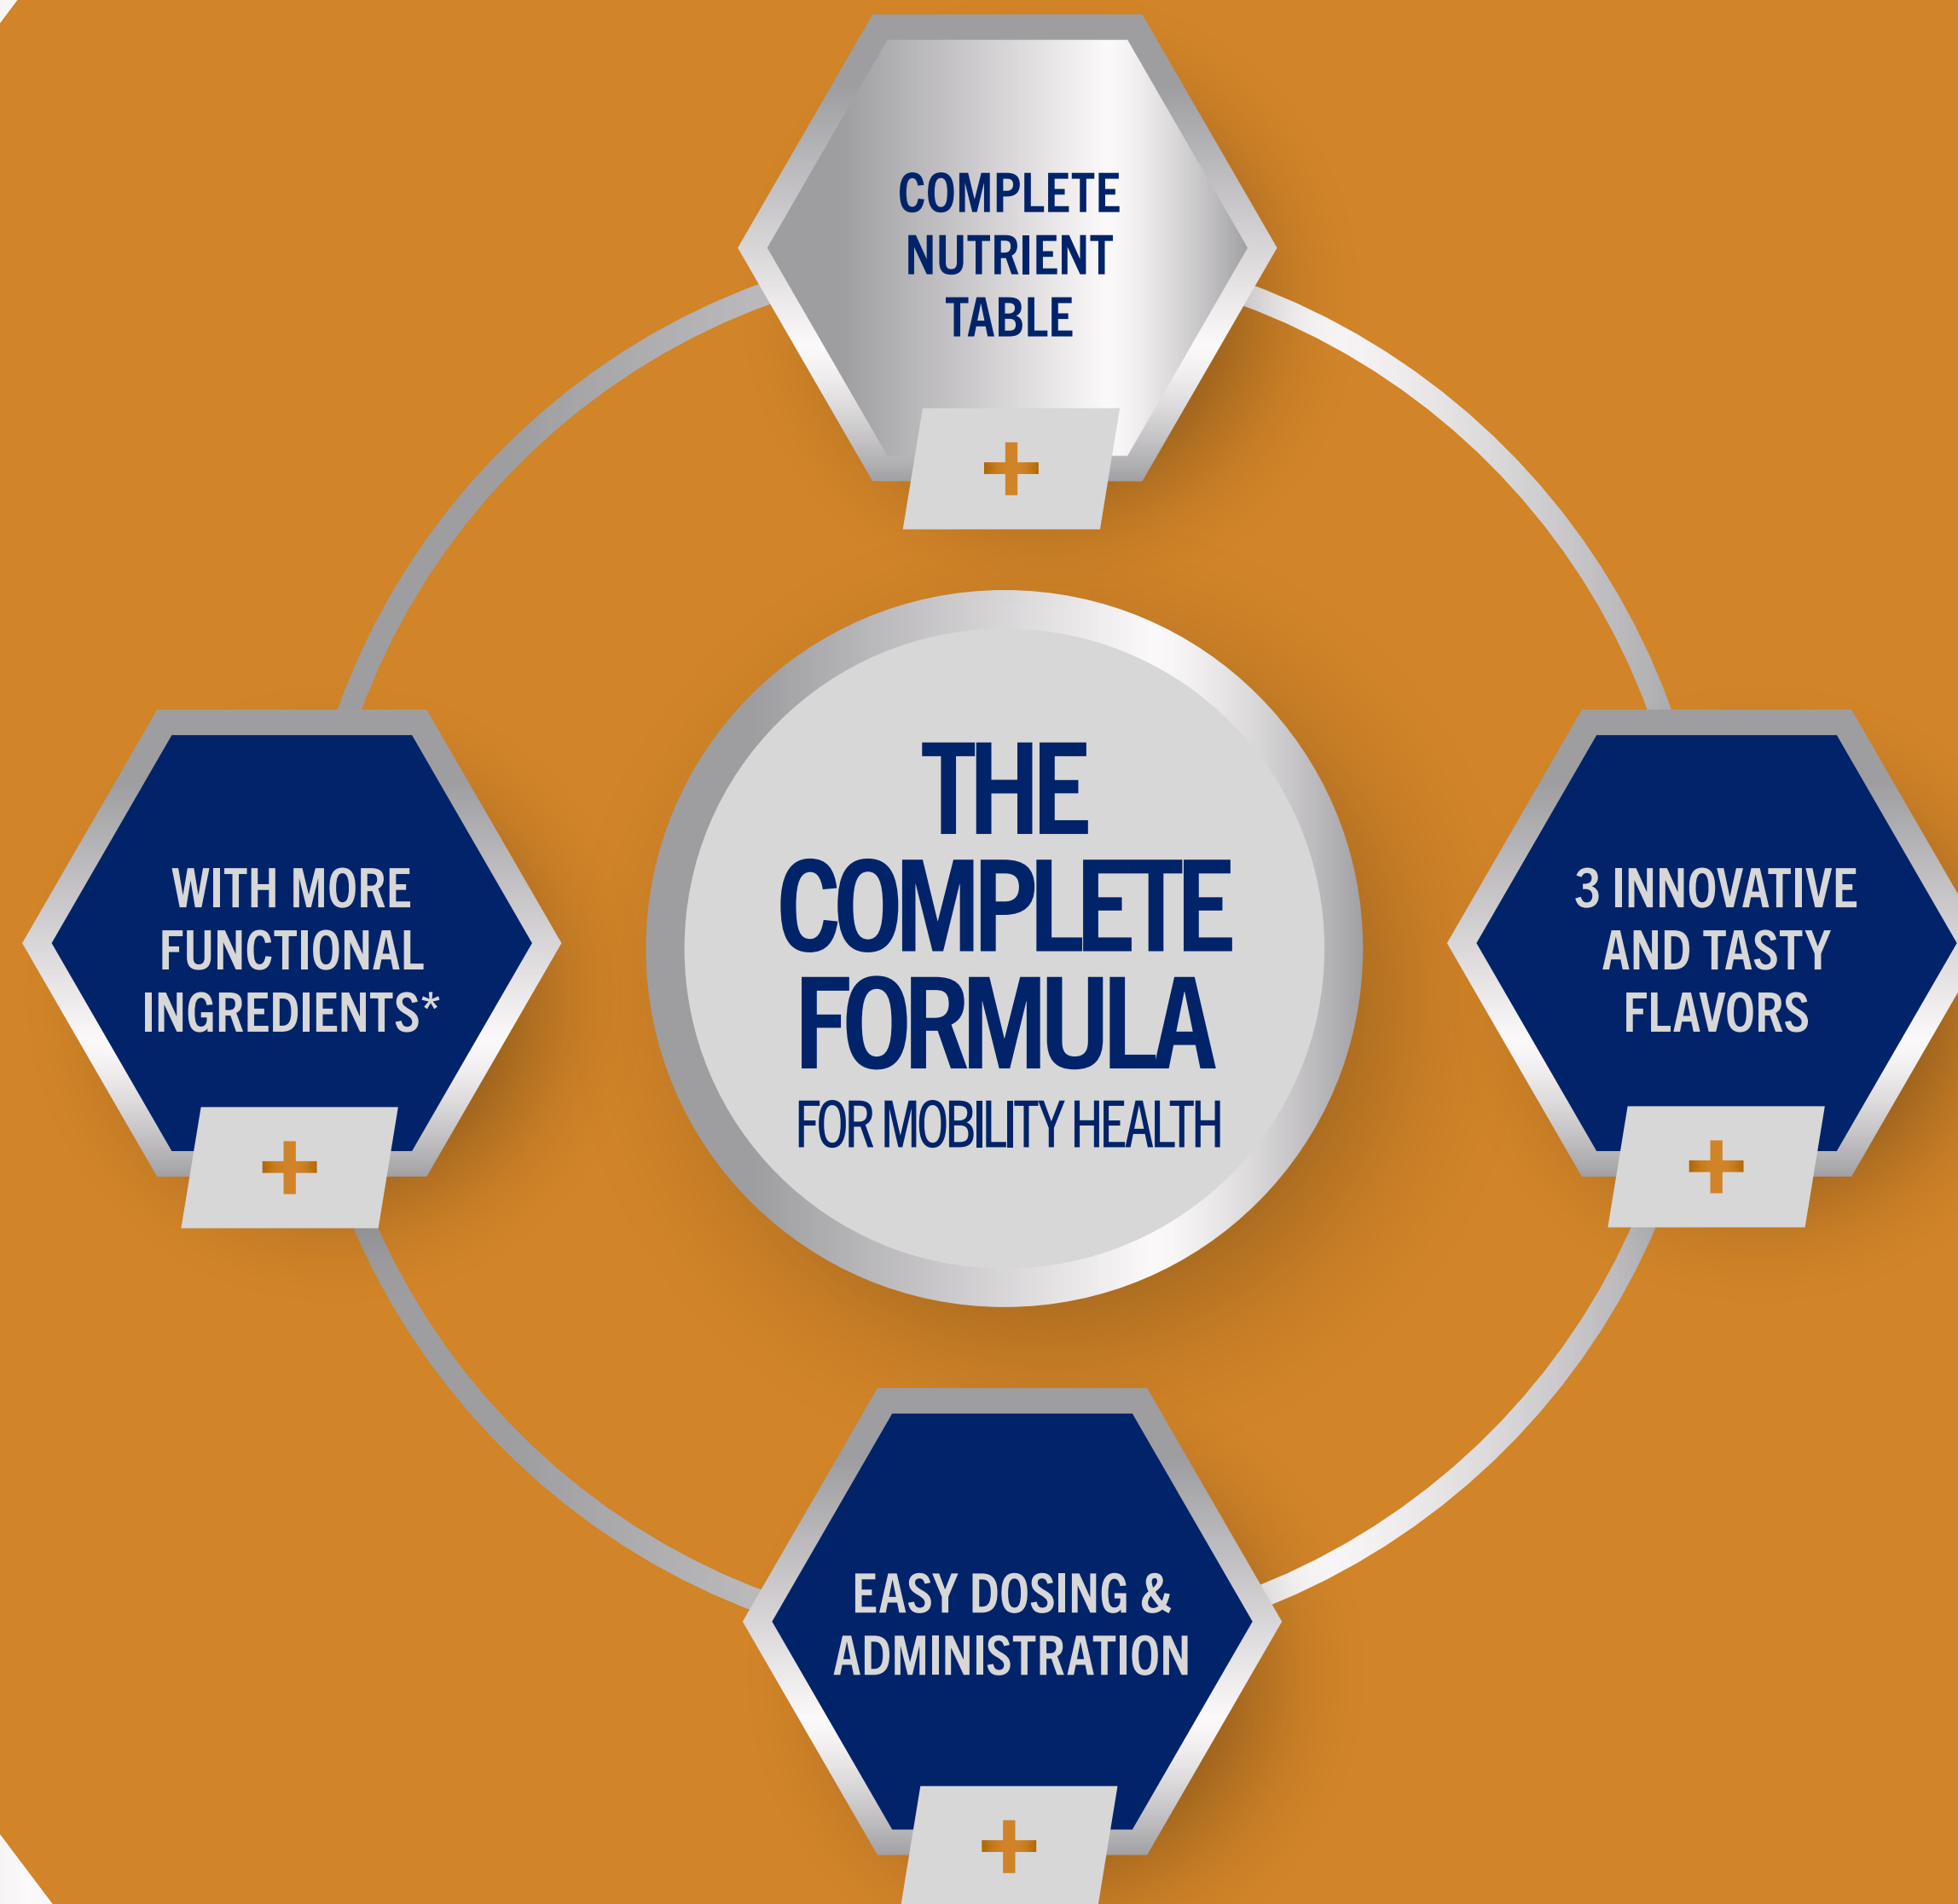 COMPLETE
NUTRIENT
TABLE
+
THE
COMPLETE
FORMULA
FOR MOBILITY HEALTH
WITH MORE
FUNCTIONAL
INGREDIENTS*
+
3 INNOVATIVE
AND TASTY
FLAVORS
+
EASY DOSING &
ADMINISTRATION
+